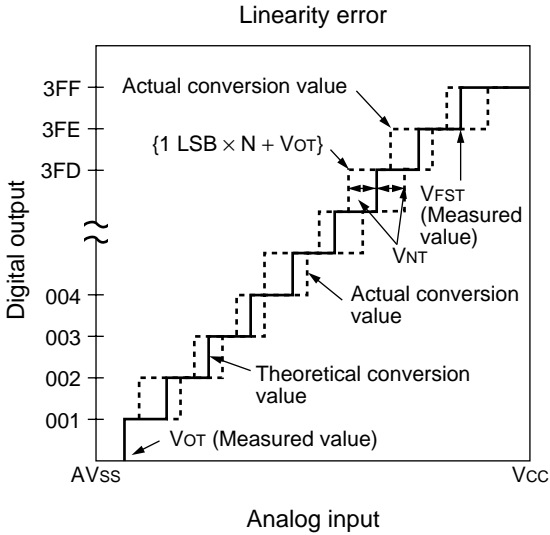 Linearity error
3FF
3FE
3FD
004
003
002
001
AVSS
Digital output
Actual conversion value
{1 LSB × N + VOT}
VFST
(Measured
value)
VNT
Actual conversion
value
Theoretical conversion
value
VOT (Measured value)
VCC
Analog input